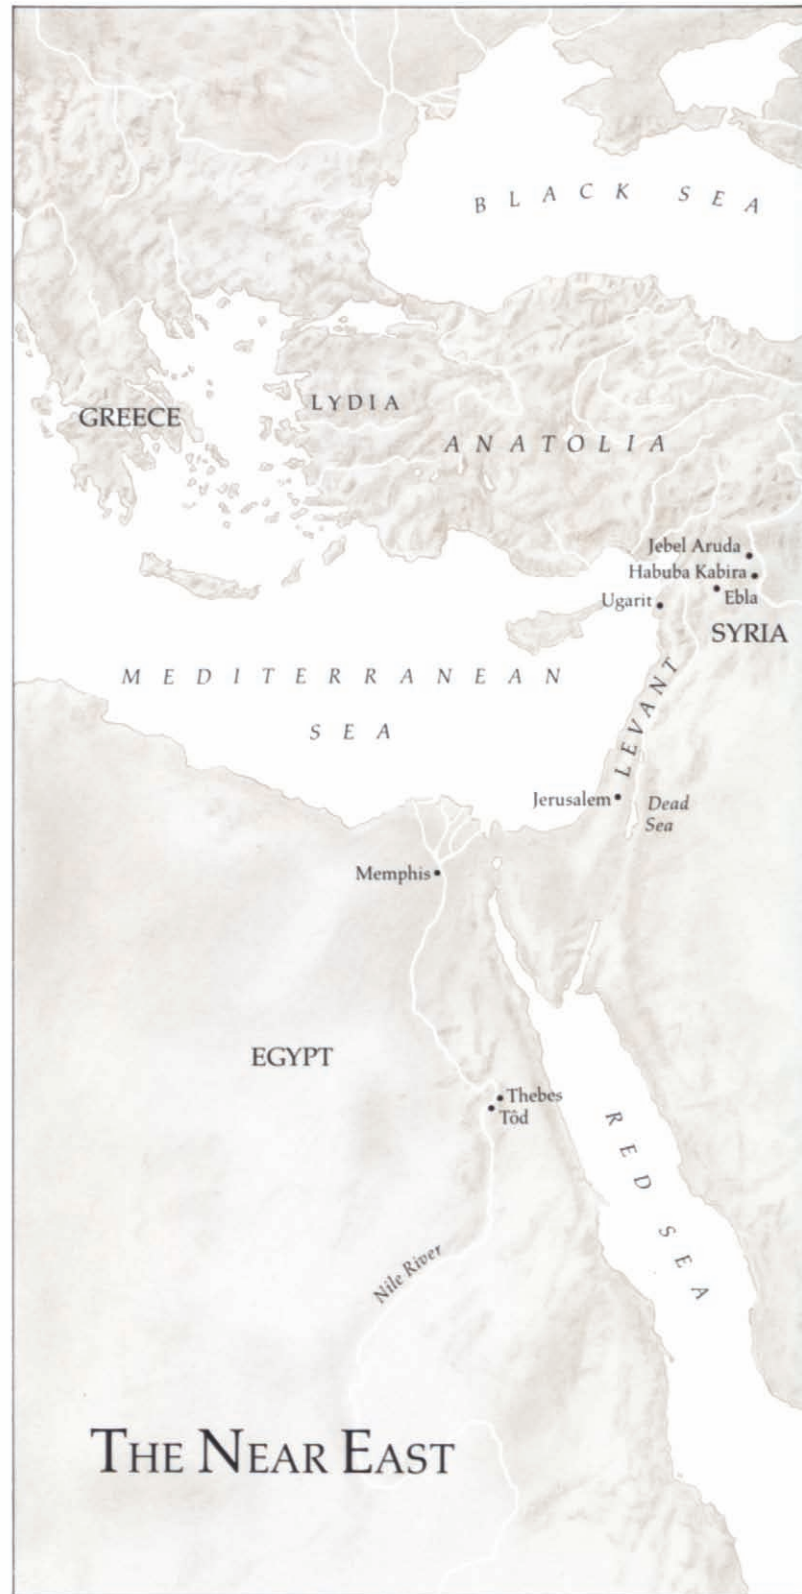 BLACK SEA
GREECE
LYDIA
ANATOLIA
Jebel Aruda
Habuba Kabira
Ugarit
Ebla
SYRIA
MEDITERRANEAN
SEA
LEVANT
Jerusalem
Dead
Sea
Memphis
EGYPT
Thebes
Tôd
RED SEA
Nile River
THE NEAR EAST